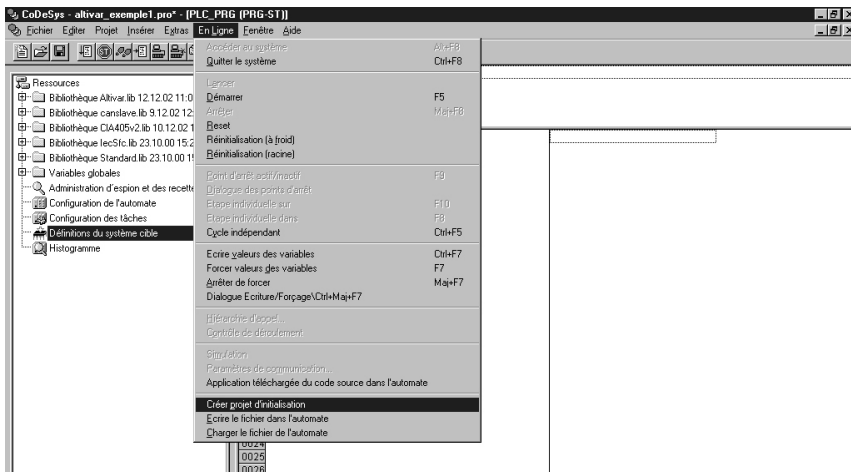 CoDeSys - altivar_exemple1.pro* - [PLC_PRG (PRG-ST)]
Fichier Editer Projet Insérer Extras En Ligne Fenêtre Aide
Accéder au système Alt+F8
Quitter le système Ctrl+F8
Lancer
Démarrer F5
Arrêter Maj+F8
Reset
Réinitialisation (à froid)
Réinitialisation (racine)
Point d'arrêt actif/inactif F9
Dialogue des points d'arrêt
Etape individuelle sur F10
Etape individuelle dans F8
Cycle indépendant Ctrl+F5
Ecrire valeurs des variables Ctrl+F7
Forcer valeurs des variables F7
Arrêter de forcer Maj+F7
Dialogue Ecriture/Forçage\Ctrl+Maj+F7
Hiérarchie d'appel...
Contrôle de déroulement
Simulation
Paramètres de communication...
Application téléchargée du code source dans l'automate
Créer projet d'initialisation
Ecrire le fichier dans l'automate
Charger le fichier de l'automate
Ressources
Bibliothèque Altivar.lib 12.12.02 11:0
Bibliothèque canslave.lib 9.12.02 12:
Bibliothèque CIA405v2.lib 10.12.02 1
Bibliothèque IecSfc.lib 23.10.00 15:2
Bibliothèque Standard.lib 23.10.00 1
Variables globales
Administration d'espion et des recette
Configuration de l'automate
Configuration des tâches
Définitions du système cible
Histogramme
0024
0025
0026